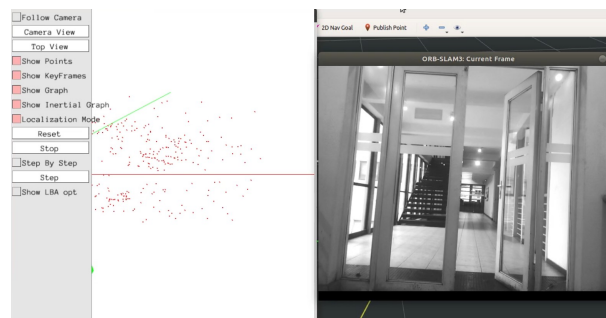 Follow Camera
Camera View
Top View
Show Points
Show KeyFrames
Show Graph
Show Inertial Graph
Localization Mode
Reset
Stop
Step By Step
Step
Show LBA opt
2D Nav Goal
Publish Point
ORB-SLAM3: Current Frame